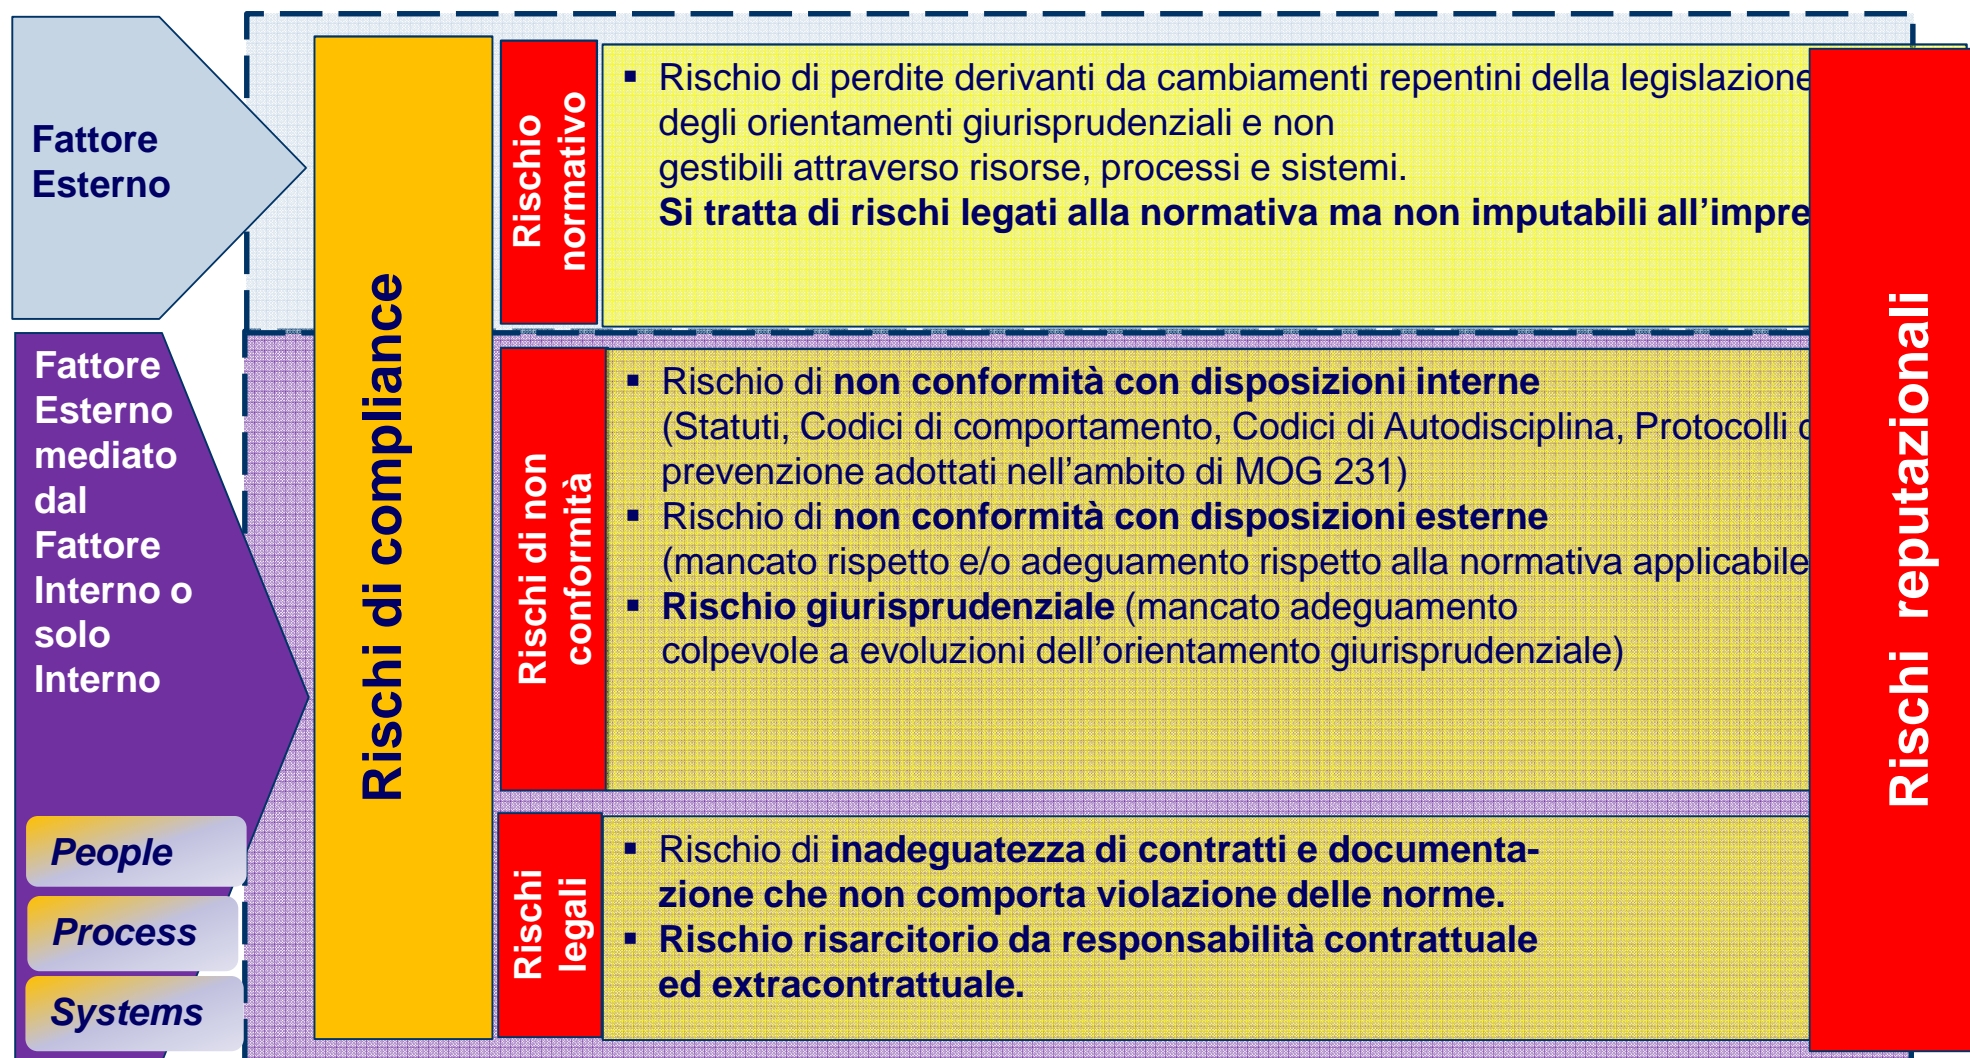 Fattore
Esterno
Rischi di compliance
Rischio
normativo
▪ Rischio di perdite derivanti da cambiamenti repentini della legislazione
degli orientamenti giurisprudenziali e non
gestibili attraverso risorse, processi e sistemi.
Si tratta di rischi legati alla normativa ma non imputabili all’impre
Fattore
Esterno
mediato
dal
Fattore
Interno o
solo
Interno
People
Process
Systems
Rischi di non
conformità
▪ Rischio di non conformità con disposizioni interne
(Statuti, Codici di comportamento, Codici di Autodisciplina, Protocolli
prevenzione adottati nell’ambito di MOG 231)
▪ Rischio di non conformità con disposizioni esterne
(mancato rispetto e/o adeguamento rispetto alla normativa applicabile
▪ Rischio giurisprudenziale (mancato adeguamento
colpevole a evoluzioni dell’orientamento giurisprudenziale)
Rischi
legali
▪ Rischio di inadeguatezza di contratti e documenta-
zione che non comporta violazione delle norme.
▪ Rischio risarcitorio da responsabilità contrattuale
ed extracontrattuale.
Rischi reputazionali